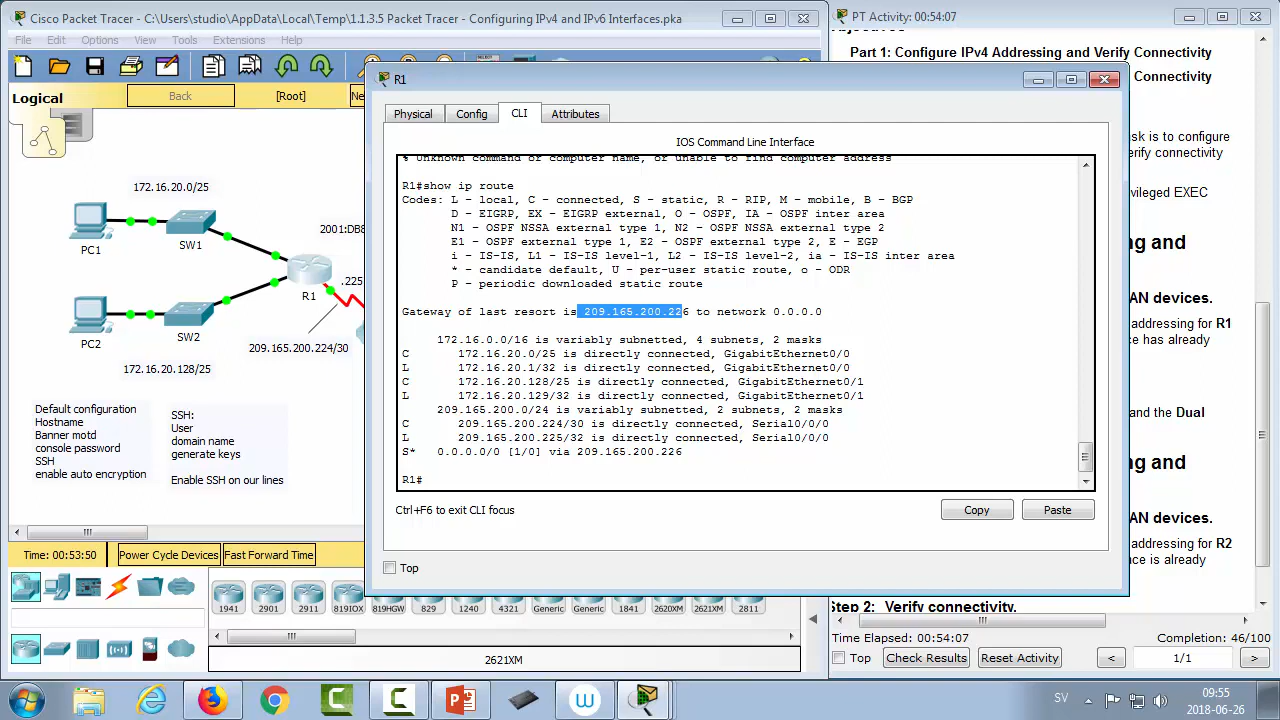 Cisco Packet Tracer - C:\Users\studio\AppData\Local\Temp\1.1.3.5 Packet Tracer - Configuring IPv4 and IPv6 Interfaces.pka
File Edit Options View Tools Extensions Help
Logical
Back
[Root]
172.16.20.0/25
PC1
SW1
2001:DB8
R1
.225
PC2
SW2
209.165.200.224/30
172.16.20.128/25
Default configuration
Hostname
Banner motd
console password
SSH
enable auto encryption
SSH:
User
domain name
generate keys
Enable SSH on our lines
Time: 00:53:50
Power Cycle Devices
Fast Forward Time
1941
2901
2911
819IOX
819HGW
829
1240
4321
Generic
Generic
1841
2620XM
2621XM
2811
2621XM
R1
Physical
Config
CLI
Attributes
IOS Command Line Interface
% Unknown command or computer name, or unable to find computer address
R1#show ip route
Codes: L - local, C - connected, S - static, R - RIP, M - mobile, B - BGP
D - EIGRP, EX - EIGRP external, O - OSPF, IA - OSPF inter area
N1 - OSPF NSSA external type 1, N2 - OSPF NSSA external type 2
E1 - OSPF external type 1, E2 - OSPF external type 2, E - EGP
i - IS-IS, L1 - IS-IS level-1, L2 - IS-IS level-2, ia - IS-IS inter area
* - candidate default, U - per-user static route, o - ODR
P - periodic downloaded static route
Gateway of last resort is 209.165.200.226 to network 0.0.0.0
172.16.0.0/16 is variably subnetted, 4 subnets, 2 masks
C 172.16.20.0/25 is directly connected, GigabitEthernet0/0
L 172.16.20.1/32 is directly connected, GigabitEthernet0/0
C 172.16.20.128/25 is directly connected, GigabitEthernet0/1
L 172.16.20.129/32 is directly connected, GigabitEthernet0/1
209.165.200.0/24 is variably subnetted, 2 subnets, 2 masks
C 209.165.200.224/30 is directly connected, Serial0/0/0
L 209.165.200.225/32 is directly connected, Serial0/0/0
S* 0.0.0.0/0 [1/0] via 209.165.200.226
R1#
Ctrl+F6 to exit CLI focus
Copy
Paste
Top
PT Activity: 00:54:07
Part 1: Configure IPv4 Addressing and Verify Connectivity
Connectivity
sk is to configure
erify connectivity
vileged EXEC
ng and
AN devices.
addressing for R1
ce has already
and the Dual
ng and
AN devices.
addressing for R2
ce is already
Step 2: Verify connectivity.
Time Elapsed: 00:54:07
Completion: 46/100
Top
Check Results
Reset Activity
<
1/1
>
SV
09:55
2018-06-26